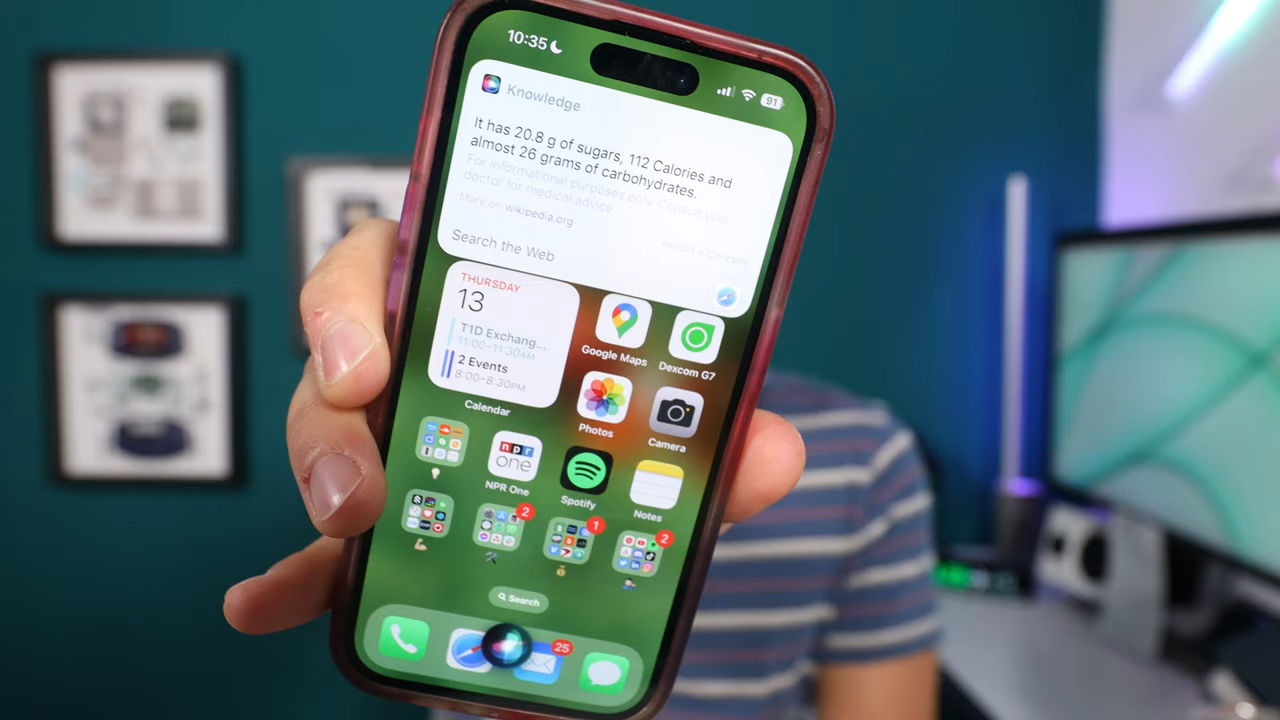 10:35
91
Knowledge
It has 20.8 g of sugars, 112 Calories and
almost 26 grams of carbohydrates.
For informational purposes only. Consult your
doctor for medical advice.
More on wikipedia.org
Report a Concern
Search the Web
THURSDAY
13
T1D Exchang...
11:00–11:30AM
2 Events
8:00–8:30PM
Calendar
Google Maps
Dexcom G7
Photos
Camera
npr
one
NPR One
Spotify
Notes
2
1
2
Search
25